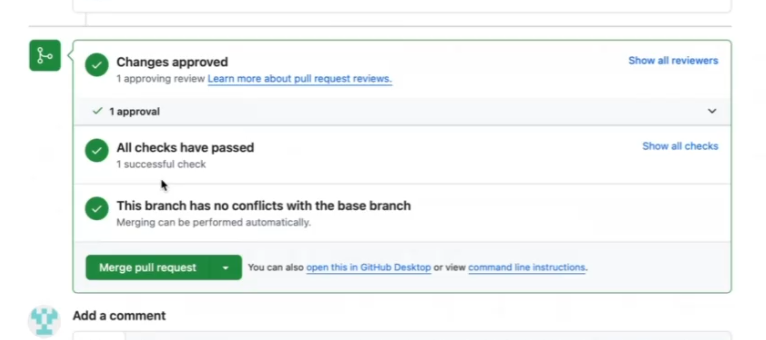 Changes approved
Show all reviewers
1 approving review Learn more about pull request reviews.
1 approval
All checks have passed
Show all checks
1 successful check
This branch has no conflicts with the base branch
Merging can be performed automatically.
Merge pull request
You can also open this in GitHub Desktop or view command line instructions.
Add a comment